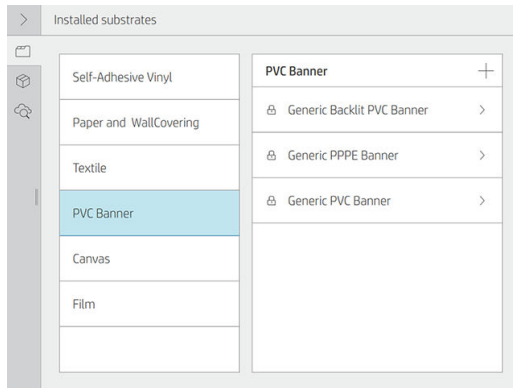 Installed substrates
Self-Adhesive Vinyl
Paper and WallCovering
Textile
PVC Banner
Canvas
Film
PVC Banner
Generic Backlit PVC Banner
Generic PPPE Banner
Generic PVC Banner